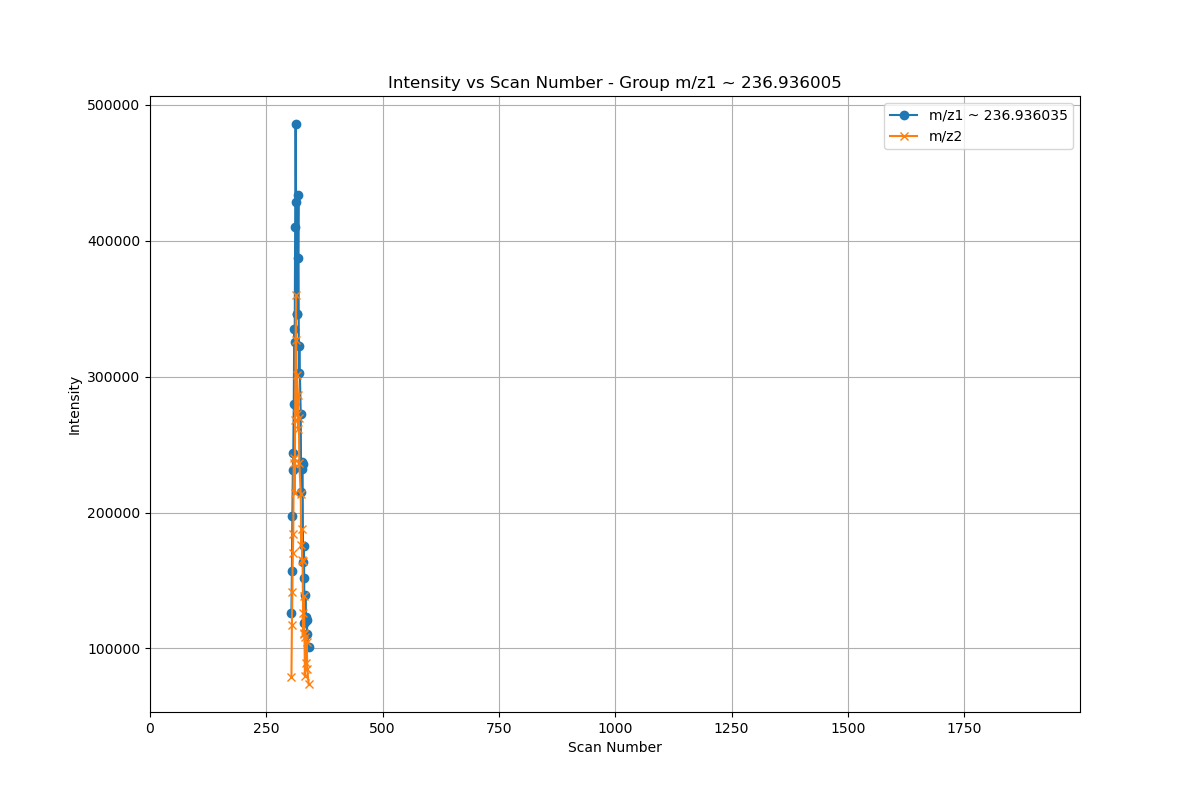 Intensity vs Scan Number - Group m/z1 ~ 236.936005
m/z1 ~ 236.936035
m/z2
500000
400000
300000
200000
100000
Intensity
0 250 500 750 1000 1250 1500 1750
Scan Number